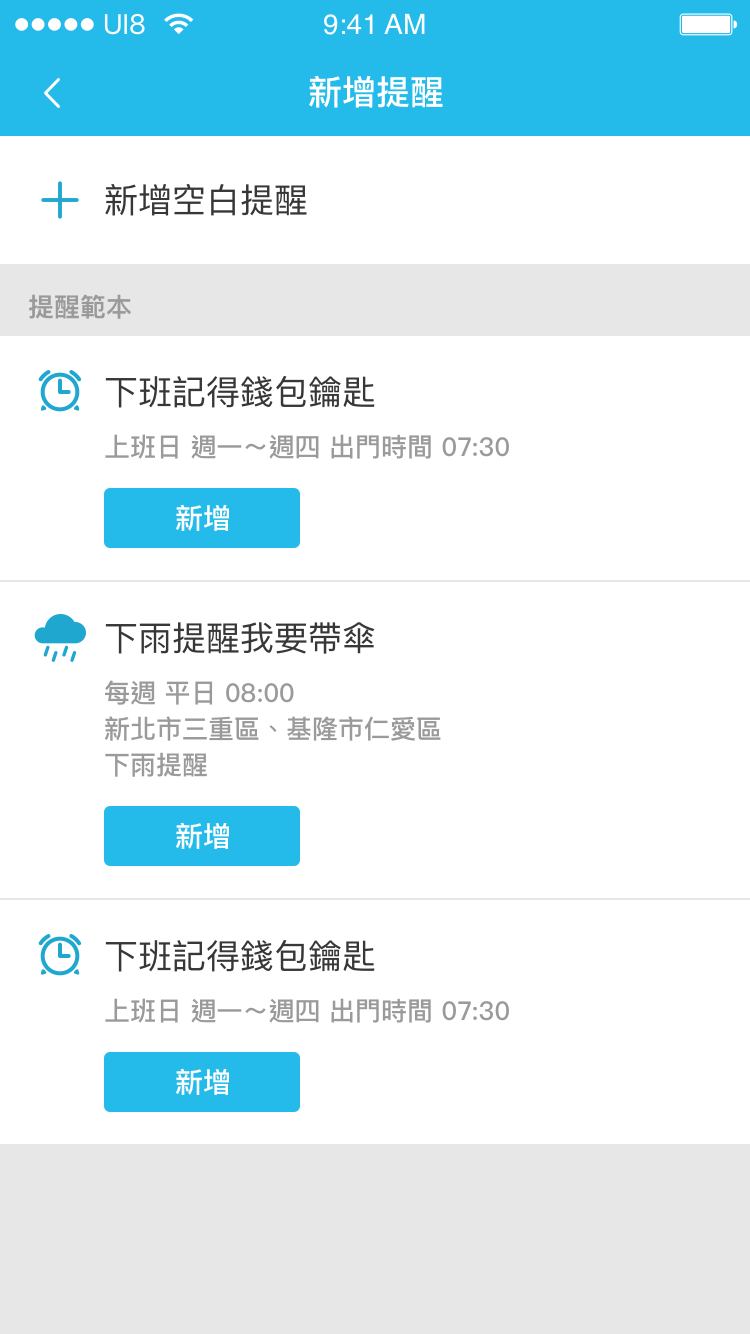 UI8 9:41 AM
新增提醒
新增空白提醒
提醒範本
下班記得錢包鑰匙
上班日 週一～週四 出門時間 07:30
新增
下雨提醒我要帶傘
每週 平日 08:00
新北市三重區、基隆市仁愛區
下雨提醒
新增
下班記得錢包鑰匙
上班日 週一～週四 出門時間 07:30
新增